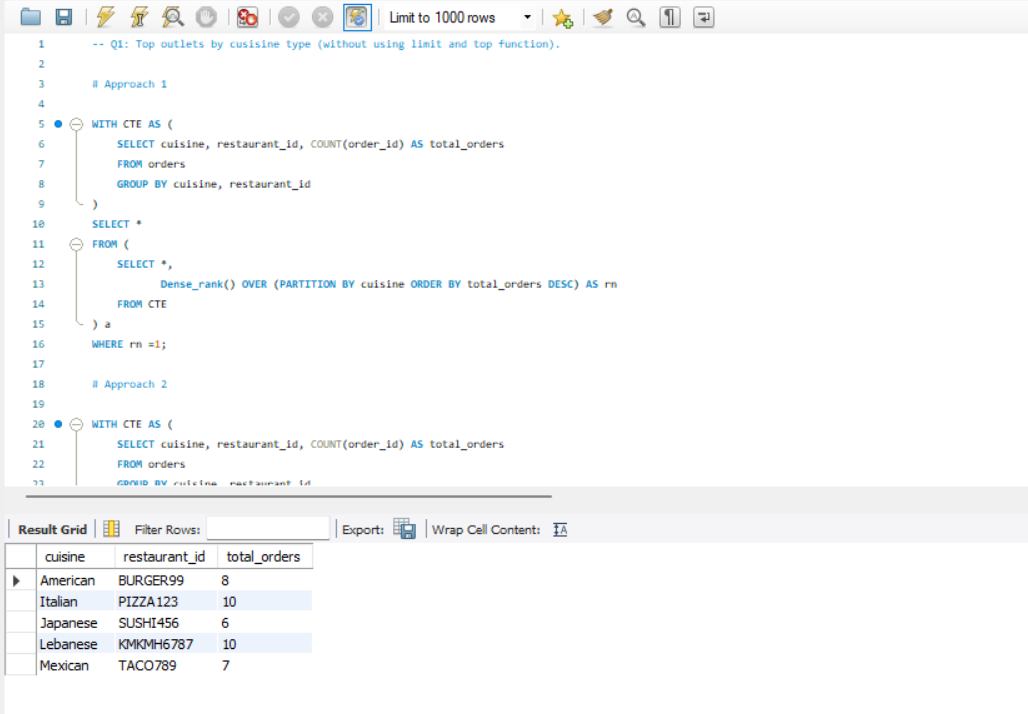 Limit to 1000 rows
1 -- Q1: Top outlets by cusisine type (without using limit and top function).
2
3 # Approach 1
4
5 WITH CTE AS (
6 SELECT cuisine, restaurant_id, COUNT(order_id) AS total_orders
7 FROM orders
8 GROUP BY cuisine, restaurant_id
9 )
10 SELECT *
11 FROM (
12 SELECT *,
13 Dense_rank() OVER (PARTITION BY cuisine ORDER BY total_orders DESC) AS rn
14 FROM CTE
15 ) a
16 WHERE rn =1;
17
18 # Approach 2
19
20 WITH CTE AS (
21 SELECT cuisine, restaurant_id, COUNT(order_id) AS total_orders
22 FROM orders
23 GROUP BY cuisine, restaurant_id
Result Grid Filter Rows: Export: Wrap Cell Content:
cuisine restaurant_id total_orders
American BURGER99 8
Italian PIZZA123 10
Japanese SUSHI456 6
Lebanese KMKMH6787 10
Mexican TACO789 7